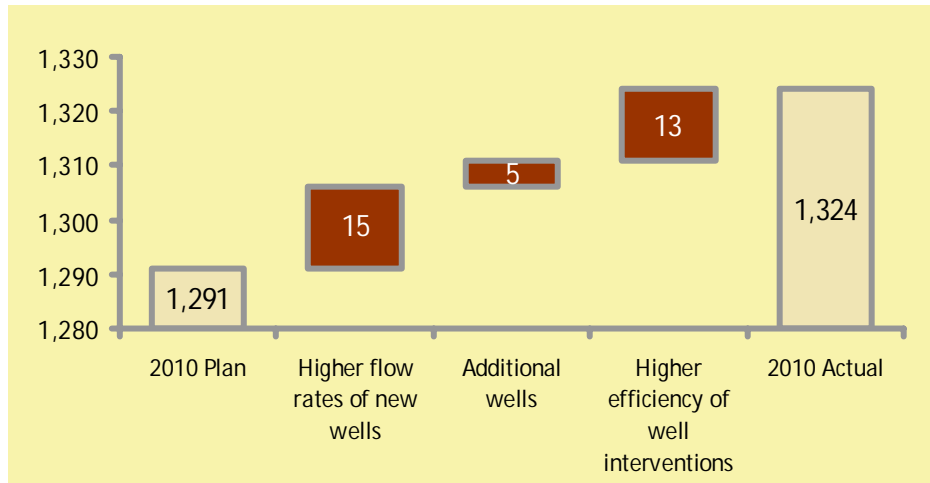 1,330
1,320
1,310
1,300
1,290
1,280
1,291
15
5
13
1,324
2010 Plan
Higher flow
rates of new
wells
Additional
wells
Higher
efficiency of
well
interventions
2010 Actual